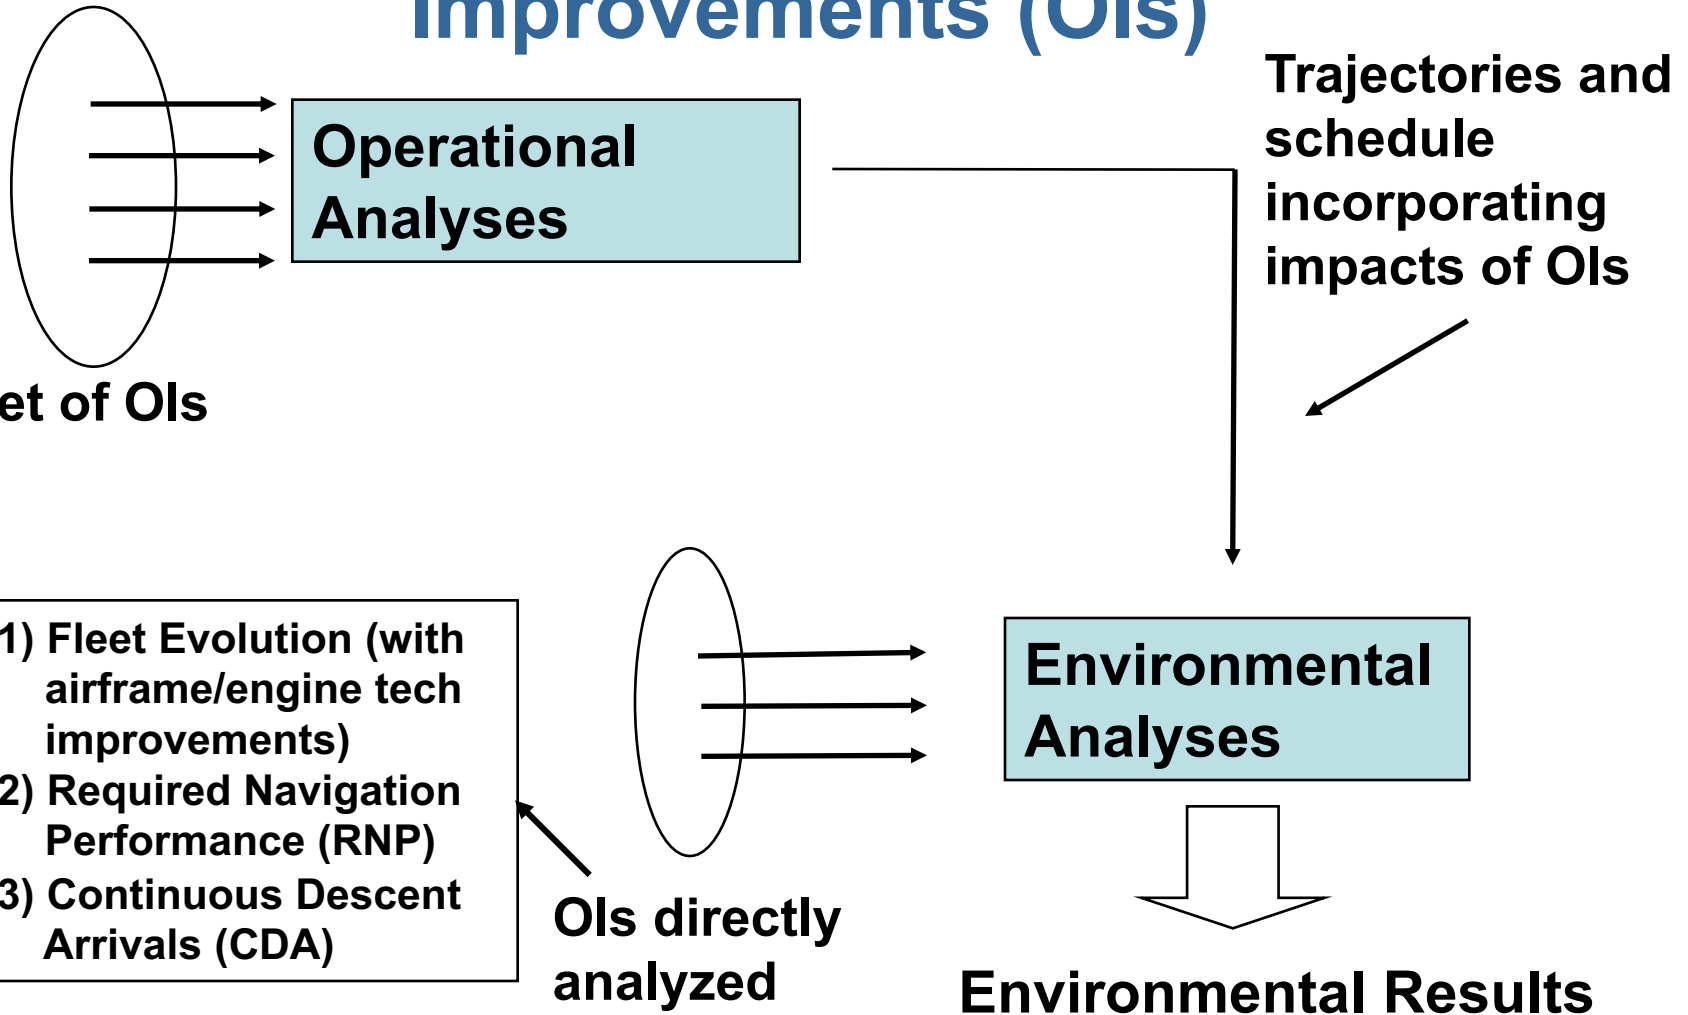 Improvements (OIs)
Trajectories and
schedule
incorporating
impacts of OIs
Operational
Analyses
et of OIs
1) Fleet Evolution (with
airframe/engine tech
improvements)
2) Required Navigation
Performance (RNP)
3) Continuous Descent
Arrivals (CDA)
Environmental
Analyses
OIs directly
analyzed
Environmental Results